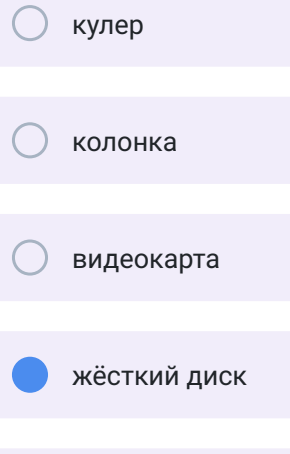 кулер
колонка
видеокарта
жёсткий диск